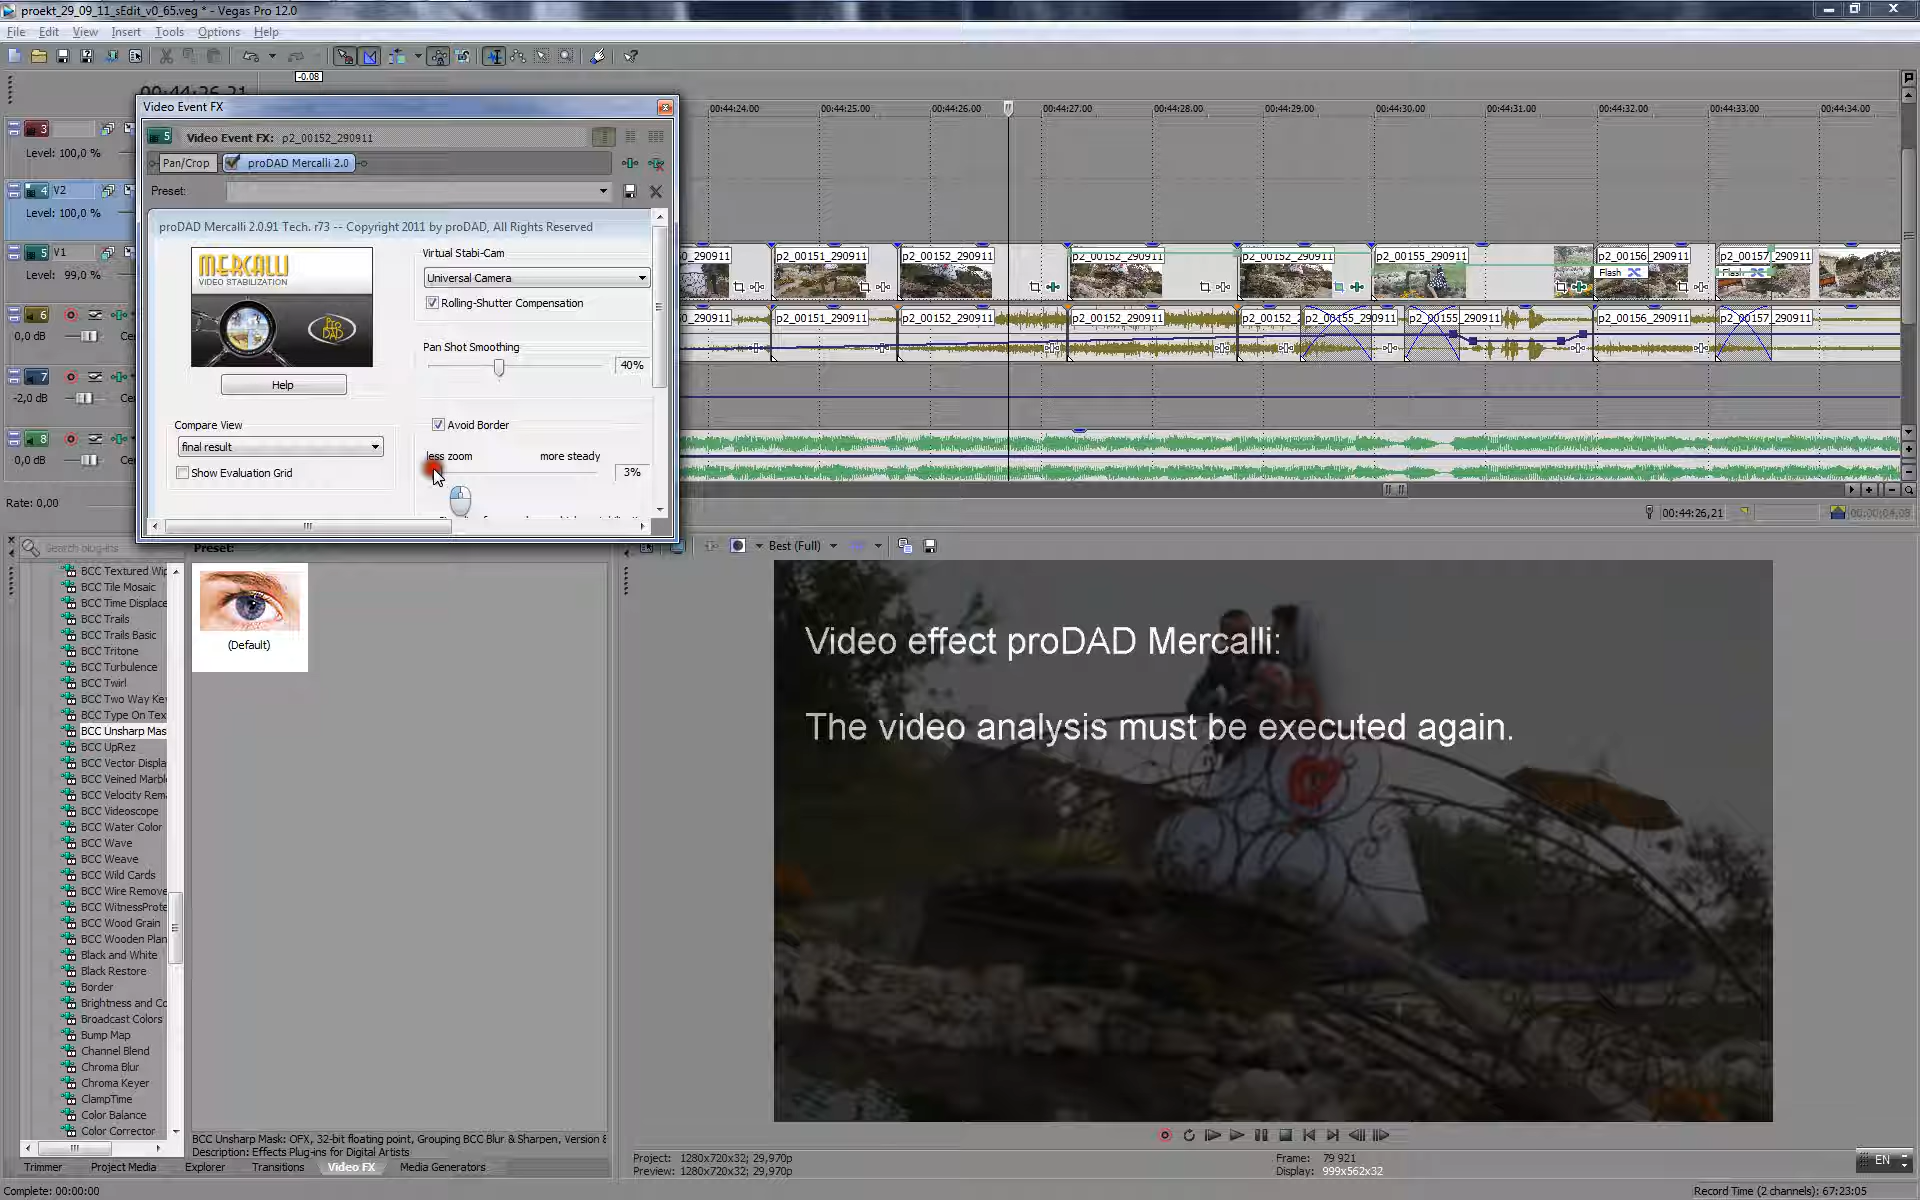 proekt_29_09_11_sEdit_v0_65.veg * - Vegas Pro 12.0
File Edit View Insert Tools Options Help
-0.08
00:44:26,21
00:44:24.00 00:44:25.00 00:44:26.00 00:44:27.00 00:44:28.00 00:44:29.00 00:44:30.00 00:44:31.00 00:44:32.00 00:44:33.00 00:44:34.00
Video Event FX
3
Level: 100,0 %
4 V2
Level: 100,0 %
5 V1
Level: 99,0 %
6
0,0 dB
7
-2,0 dB
8
0,0 dB
Rate: 0,00
5 Video Event FX: p2_00152_290911
Pan/Crop proDAD Mercalli 2.0
Preset:
proDAD Mercalli 2.0.91 Tech. r73 -- Copyright 2011 by proDAD, All Rights Reserved
MERCALLI
VIDEO STABILIZATION
Help
Compare View
final result
Show Evaluation Grid
Virtual Stabi-Cam
Universal Camera
Rolling-Shutter Compensation
Pan Shot Smoothing
40%
Avoid Border
less zoom more steady
3%
p2_00151_290911 p2_00152_290911 p2_00152_290911 p2_00152_290911 p2_00155_290911 p2_00156_290911 p2_00157_290911
Flash Flash
p2_00151_290911 p2_00152_290911 p2_00152_290911 p2_00152_2 p2_00155_290911 p2_00155_290911 p2_00156_290911 p2_00157_290911
00:44:26,21
Search plug-ins
Preset:
Best (Full)
BCC Textured Wip
BCC Tile Mosaic
BCC Time Displace
BCC Trails
BCC Trails Basic
BCC Tritone
BCC Turbulence
BCC Twirl
BCC Two Way Ke
BCC Type On Tex
BCC Unsharp Mas
BCC UpRez
BCC Vector Displa
BCC Veined Marbl
BCC Velocity Rem
BCC Videoscope
BCC Water Color
BCC Wave
BCC Weave
BCC Wild Cards
BCC Wire Remove
BCC WitnessProte
BCC Wood Grain
BCC Wooden Plan
Black and White
Black Restore
Border
Brightness and Co
Broadcast Colors
Bump Map
Channel Blend
Chroma Blur
Chroma Keyer
ClampTime
Color Balance
Color Corrector
(Default)
Video effect proDAD Mercalli:
The video analysis must be executed again.
BCC Unsharp Mask: OFX, 32-bit floating point, Grouping BCC Blur & Sharpen, Version 8
Description: Effects Plug-ins for Digital Artists
Trimmer Project Media Explorer Transitions Video FX Media Generators
Project: 1280x720x32; 29,970p
Preview: 1280x720x32; 29,970p
Frame: 79 921
Display: 999x562x32
EN
Complete: 00:00:00
Record Time (2 channels): 67:23:05